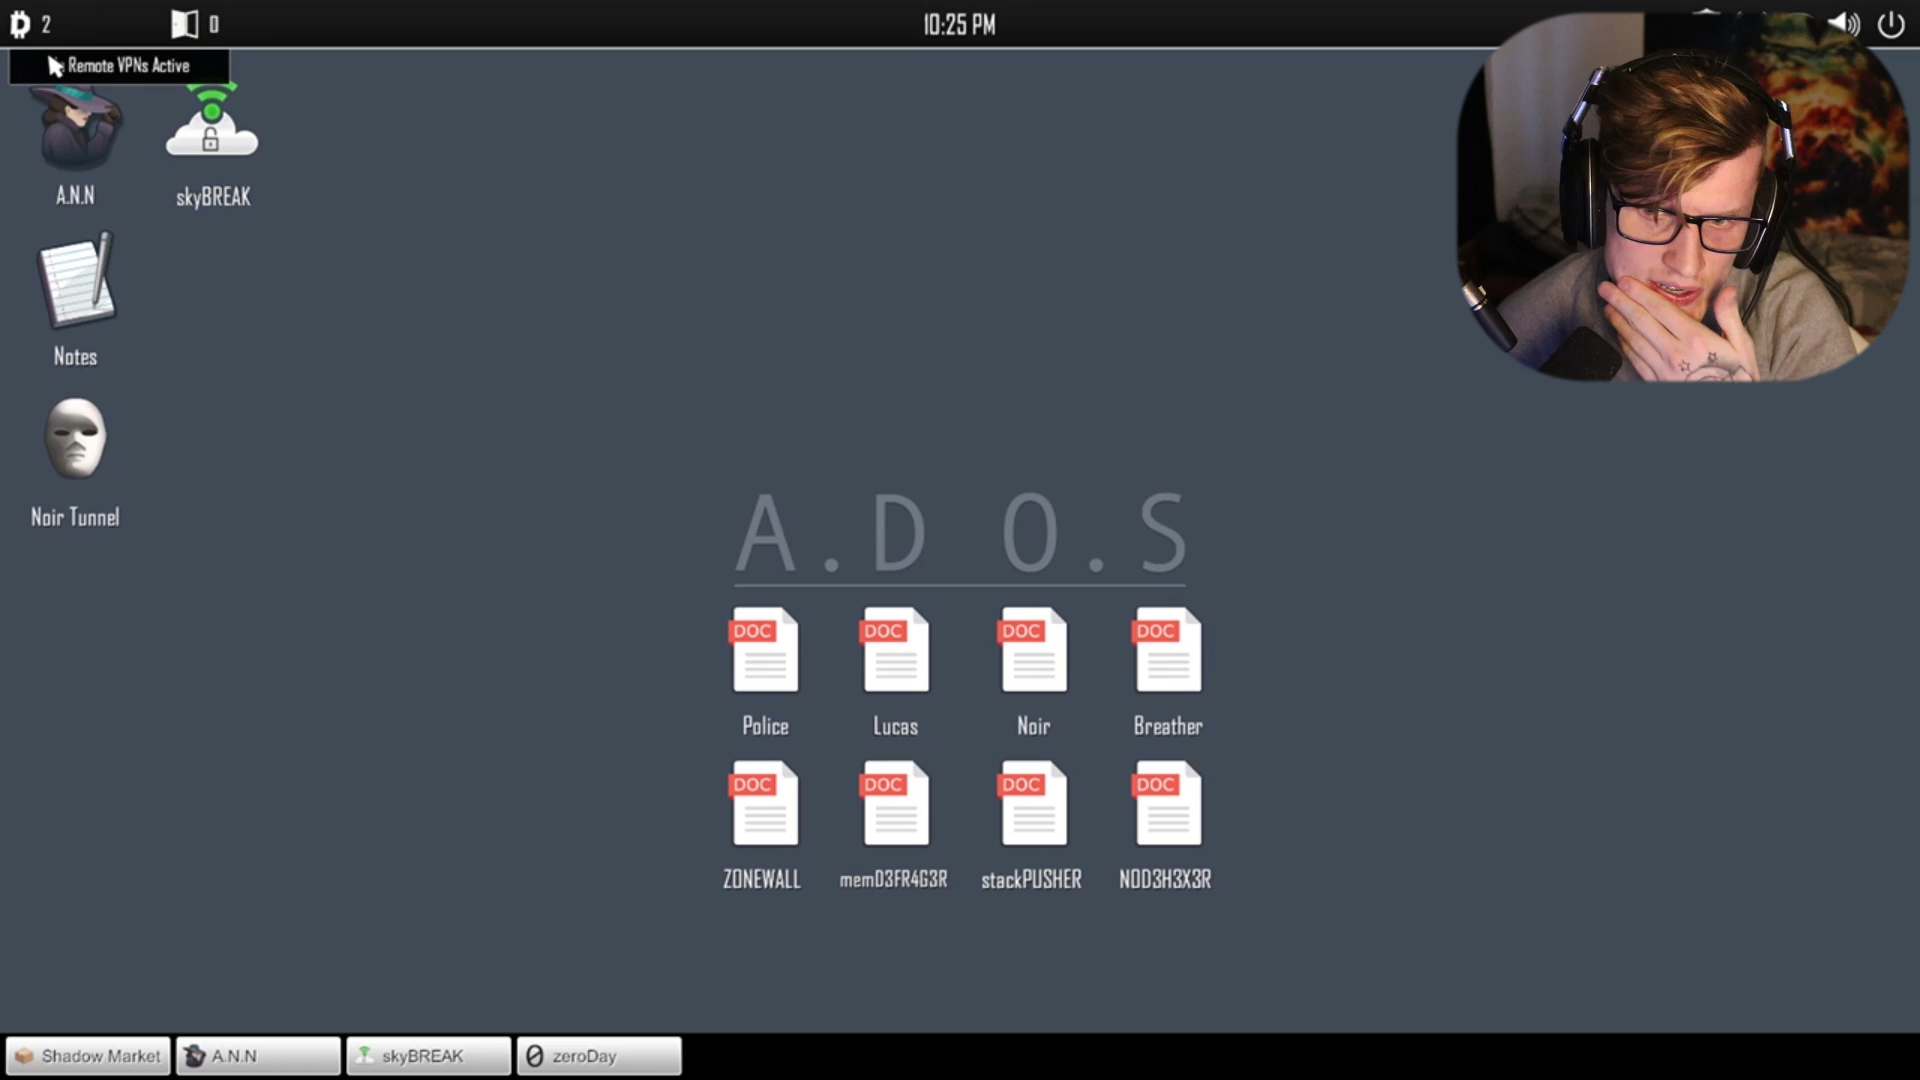 2
0
10:25 PM
Remote VPNs Active
A.N.N
skyBREAK
Notes
Noir Tunnel
A.D O.S
DOC
DOC
DOC
DOC
Police
Lucas
Noir
Breather
DOC
DOC
DOC
DOC
ZONEWALL
memD3FR4G3R
stackPUSHER
NOD3H3X3R
Shadow Market
A.N.N
skyBREAK
zeroDay